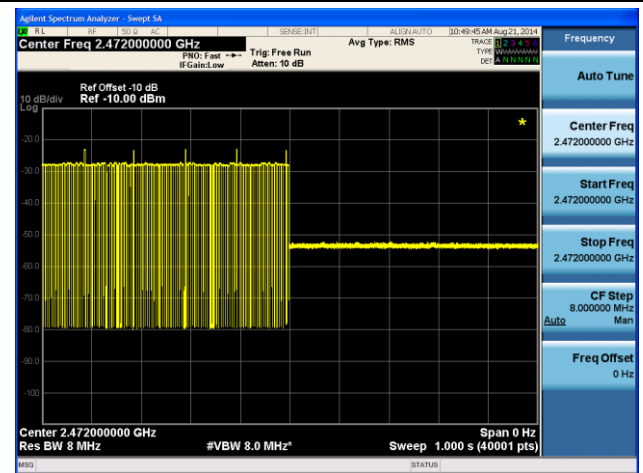 Agilent Spectrum Analyzer - Swept SA
RL RF 50 Ω AC SENSE:INT ALIGN AUTO 10:49:45 AM Aug 21, 2014
Center Freq 2.472000000 GHz
PNO: Fast
IFGain:Low
Trig: Free Run
Atten: 10 dB
Avg Type: RMS
TRACE 1 2 3 4 5 6
TYPE
DET A N N N N N
Ref Offset -10 dB
10 dB/div Ref -10.00 dBm
Log
-20.0
-30.0
-40.0
-50.0
-60.0
-70.0
-80.0
-90.0
-100
*
Center 2.472000000 GHz Span 0 Hz
Res BW 8 MHz #VBW 8.0 MHz* Sweep 1.000 s (40001 pts)
MSG STATUS
Frequency
Auto Tune
Center Freq
2.472000000 GHz
Start Freq
2.472000000 GHz
Stop Freq
2.472000000 GHz
CF Step
8.000000 MHz
Auto Man
Freq Offset
0 Hz